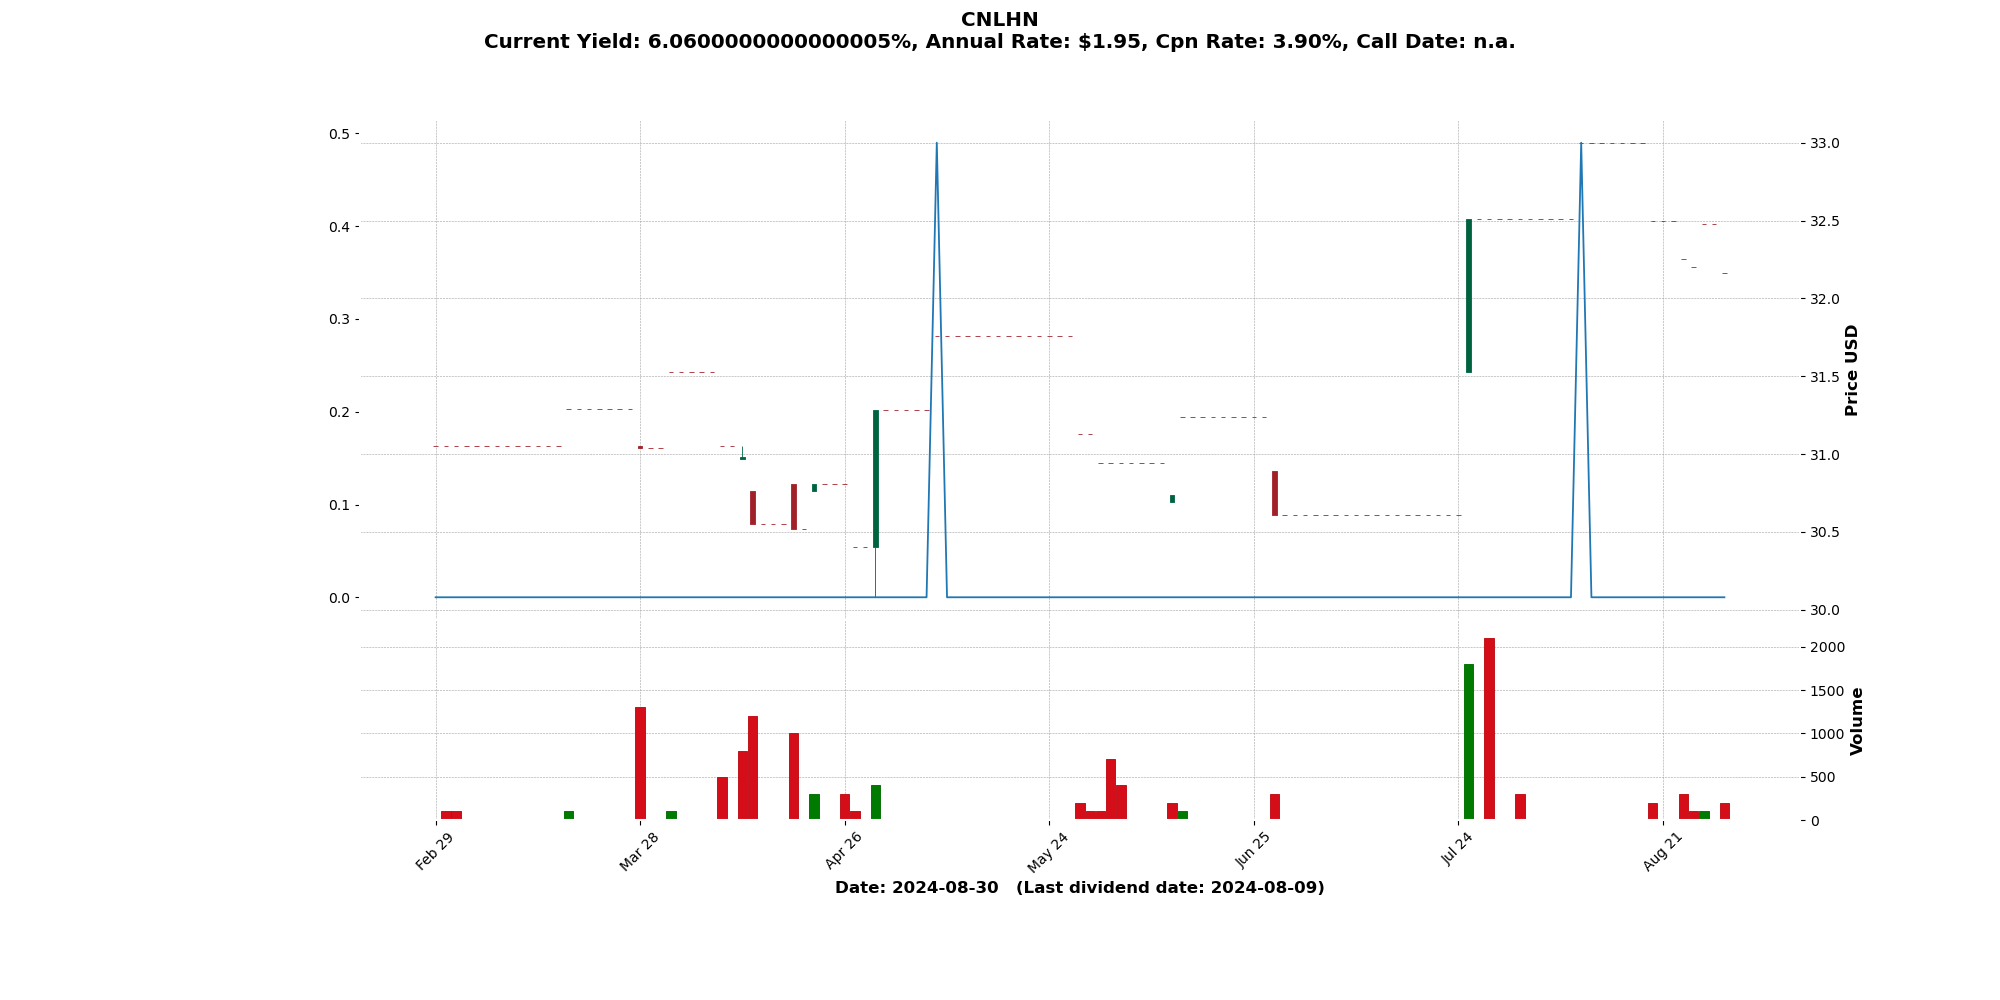 CNLHN
Current Yield: 6.0600000000000005%, Annual Rate: $1.95, Cpn Rate: 3.90%, Call Date: n.a.
0.5
0.4
0.3
0.2
0.1
0.0
33.0
32.5
32.0
31.5
31.0
30.5
30.0
Price USD
2000
1500
1000
500
0
Volume
Feb 29
Mar 28
Apr 26
May 24
Jun 25
Jul 24
Aug 21
Date: 2024-08-30   (Last dividend date: 2024-08-09)